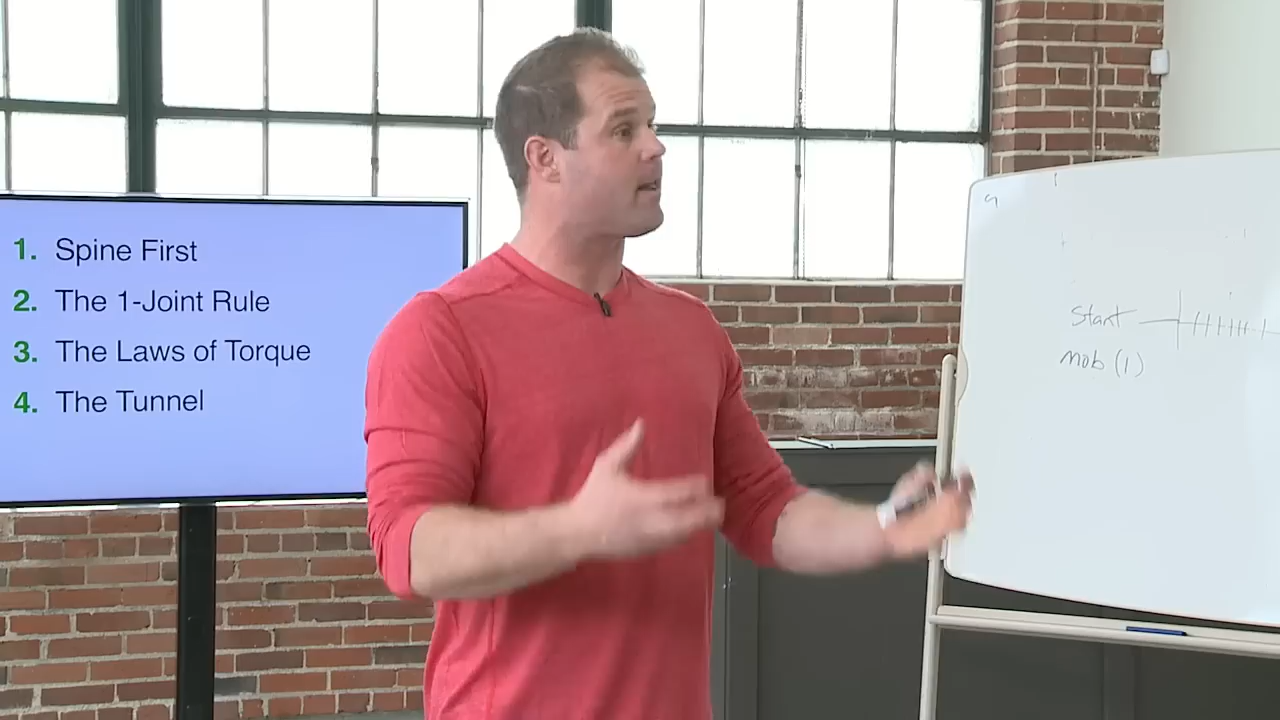 1. Spine First
2. The 1-Joint Rule
3. The Laws of Torque
4. The Tunnel
Start
mob (1)